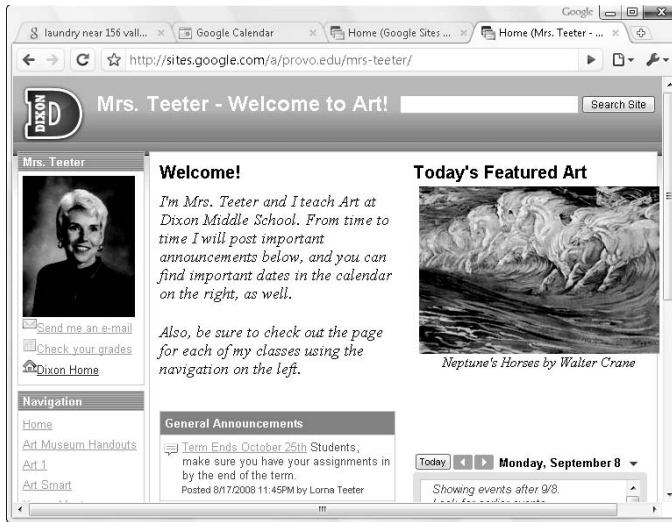 Google
laundry near 156 vall...
Google Calendar
Home (Google Sites ...
Home (Mrs. Teeter - ...
http://sites.google.com/a/provo.edu/mrs-teeter/
DIXON
D
Mrs. Teeter - Welcome to Art!
Search Site
Mrs. Teeter
Send me an e-mail
Check your grades
Dixon Home
Navigation
Home
Art Museum Handouts
Art 1
Art Smart
Welcome!
I'm Mrs. Teeter and I teach Art at
Dixon Middle School. From time to
time I will post important
announcements below, and you can
find important dates in the calendar
on the right, as well.
Also, be sure to check out the page
for each of my classes using the
navigation on the left.
General Announcements
Term Ends October 25th Students,
make sure you have your assignments in
by the end of the term.
Posted 8/17/2008 11:45PM by Lorna Teeter
Today's Featured Art
Neptune's Horses by Walter Crane
Today
Monday, September 8
Showing events after 9/8.
Look for earlier events